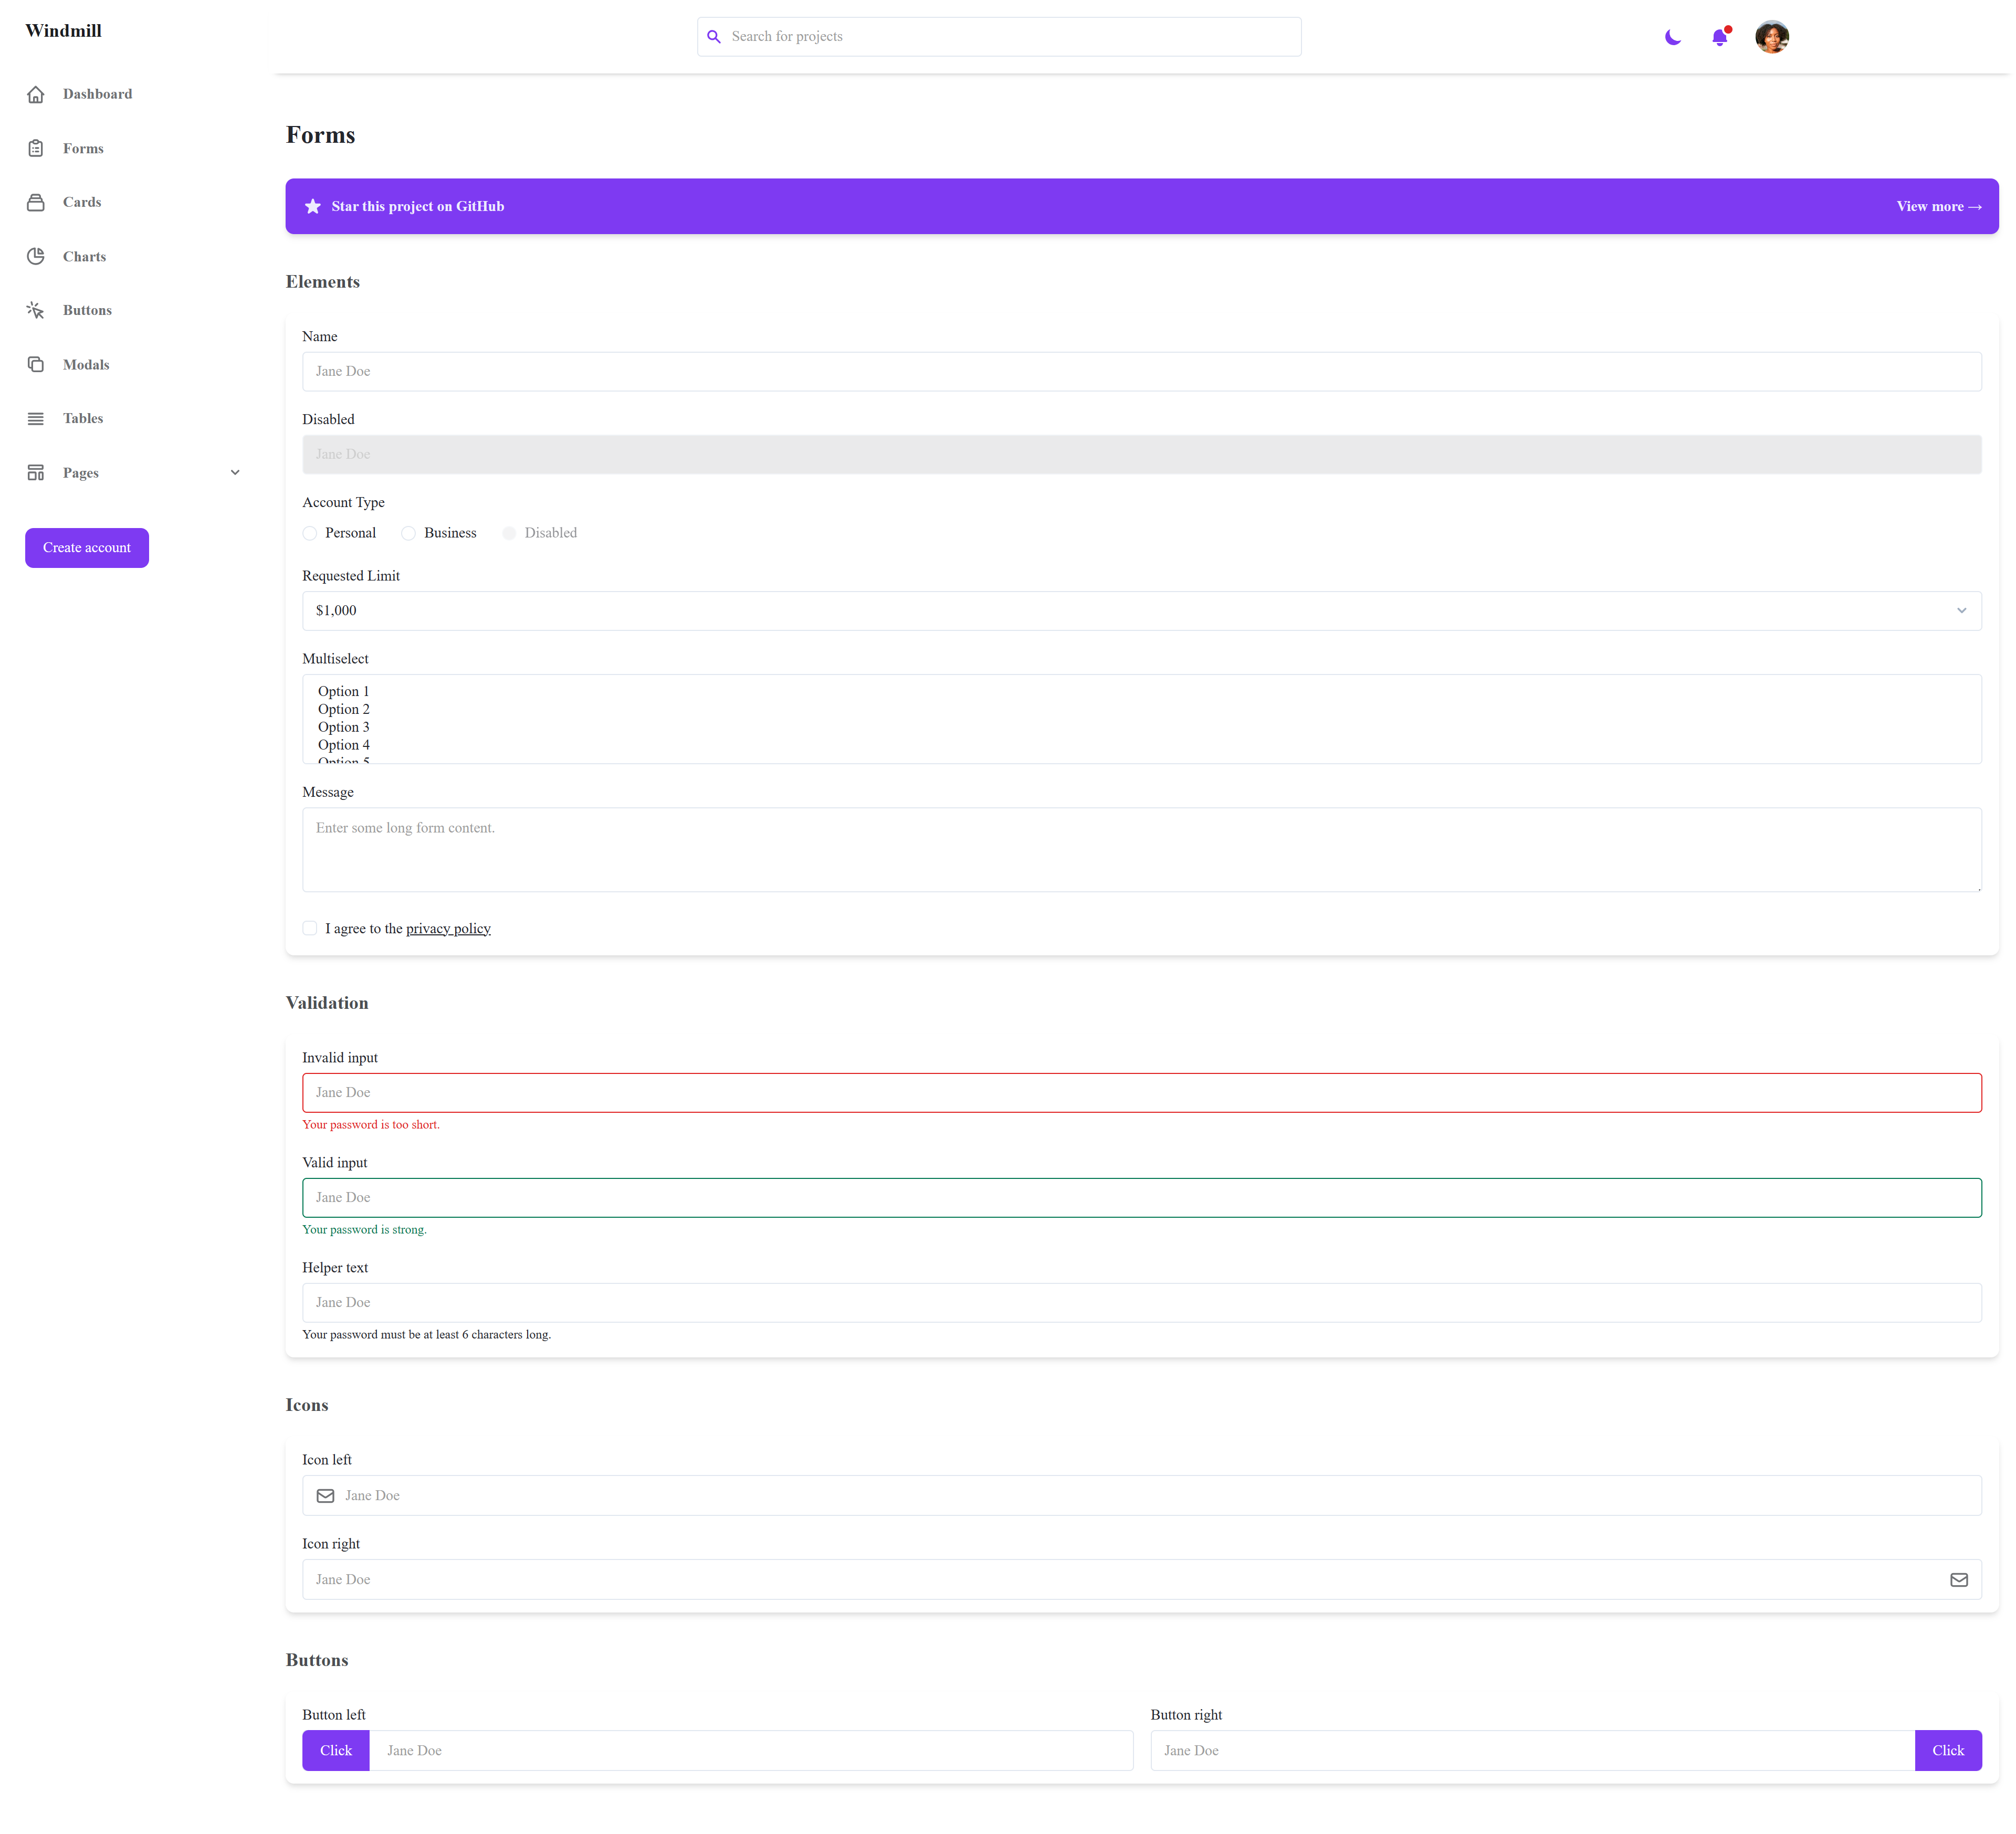 Windmill
Search for projects
Dashboard
Forms
Cards
Charts
Buttons
Modals
Tables
Pages
Create account
Forms
Star this project on GitHub
View more →
Elements
Name
Jane Doe
Disabled
Jane Doe
Account Type
Personal
Business
Disabled
Requested Limit
$1,000
Multiselect
Option 1
Option 2
Option 3
Option 4
Option 5
Message
Enter some long form content.
I agree to the privacy policy
Validation
Invalid input
Jane Doe
Your password is too short.
Valid input
Jane Doe
Your password is strong.
Helper text
Jane Doe
Your password must be at least 6 characters long.
Icons
Icon left
Jane Doe
Icon right
Jane Doe
Buttons
Button left
Click
Jane Doe
Button right
Jane Doe
Click